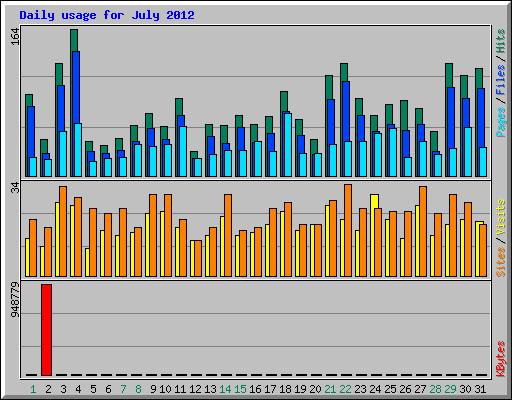 Daily usage for July 2012
164
Pages / Files / Hits
34
Sites / Visits
948779
KBytes
1 2 3 4 5 6 7 8 9 10 11 12 13 14 15 16 17 18 19 20 21 22 23 24 25 26 27 28 29 30 31